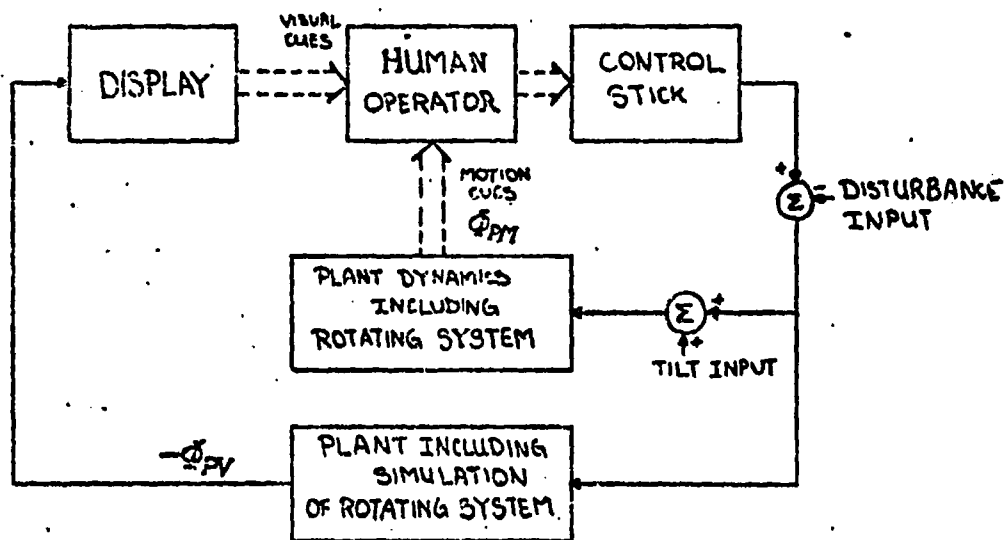 VISUAL
CUES
DISPLAY
HUMAN
OPERATOR
CONTROL
STICK
MOTION
CUES
Φ_PM
+
Σ
-
DISTURBANCE
INPUT
PLANT DYNAMICS
INCLUDING
ROTATING SYSTEM
Σ
+
+
TILT INPUT
-Φ_PV
PLANT INCLUDING
SIMULATION
OF ROTATING SYSTEM